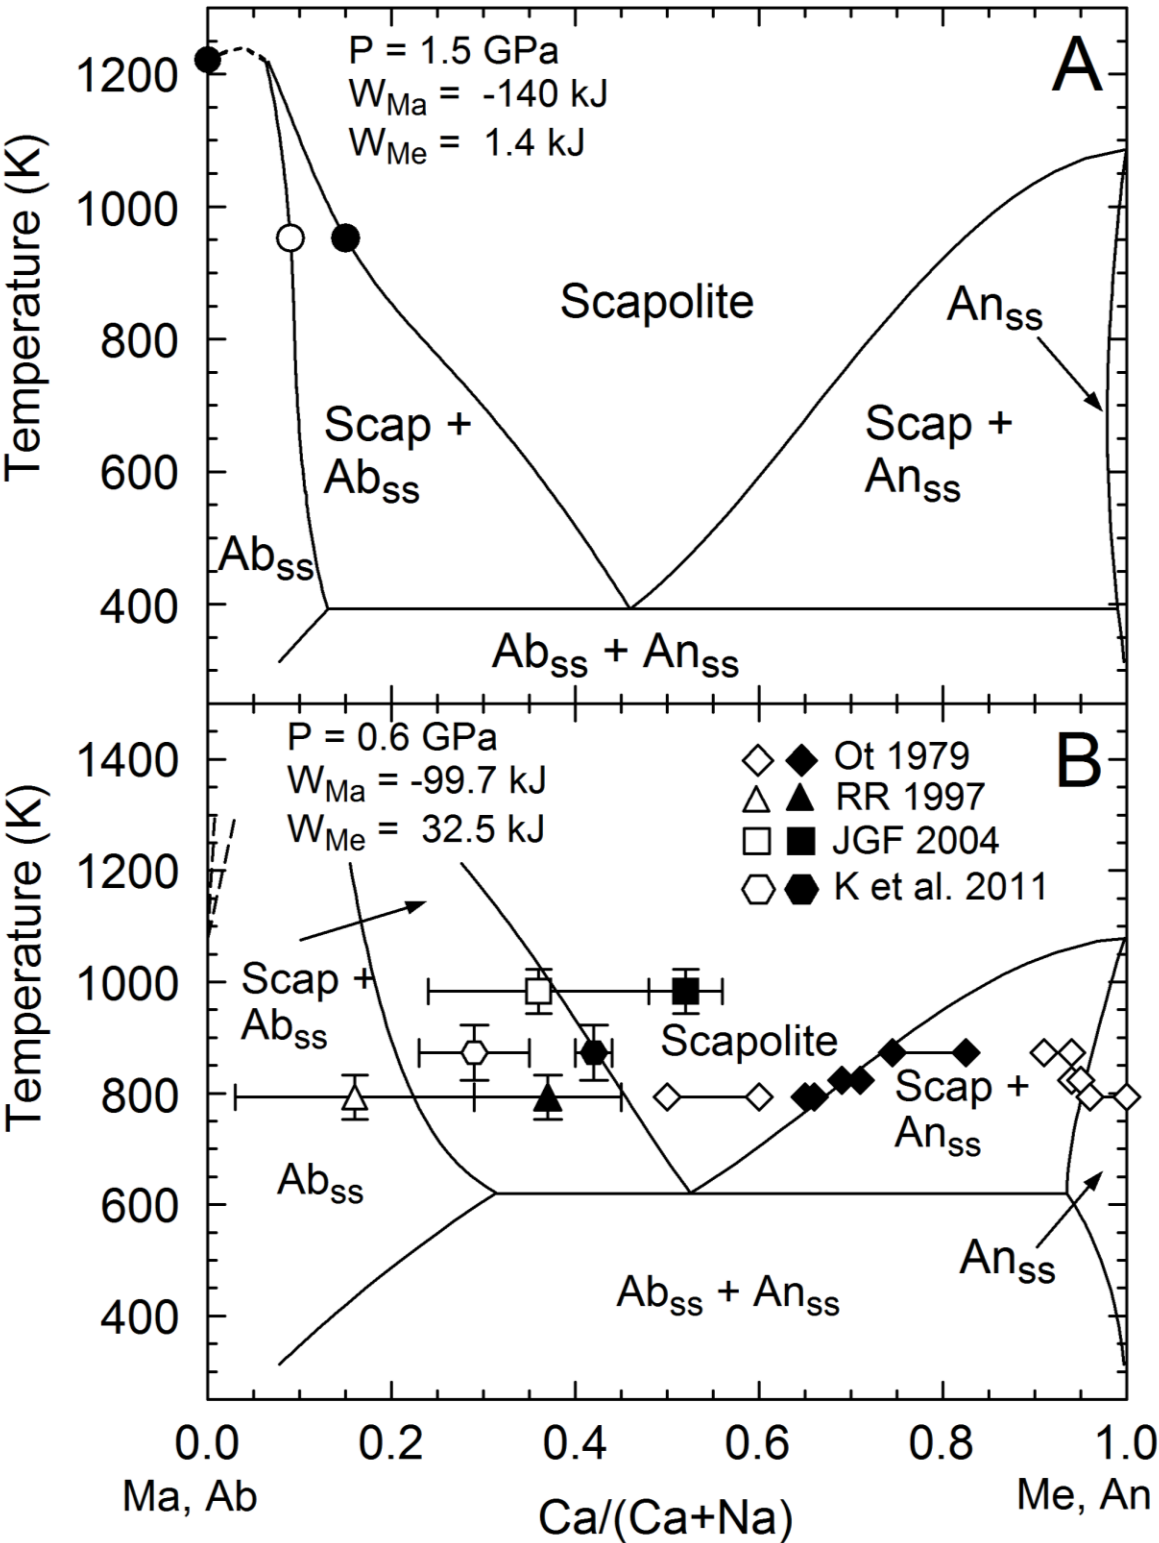 P = 1.5 GPa
W_Ma = -140 kJ
W_Me = 1.4 kJ
A
1200
1000
800
600
400
Temperature (K)
Scapolite
An_ss
Scap +
Ab_ss
Scap +
An_ss
Ab_ss
Ab_ss + An_ss
P = 0.6 GPa
W_Ma = -99.7 kJ
W_Me = 32.5 kJ
B
Ot 1979
RR 1997
JGF 2004
K et al. 2011
1400
1200
1000
800
600
400
Temperature (K)
Scap +
Ab_ss
Scapolite
Scap +
An_ss
Ab_ss
An_ss
Ab_ss + An_ss
0.0 0.2 0.4 0.6 0.8 1.0
Ma, Ab
Me, An
Ca/(Ca+Na)